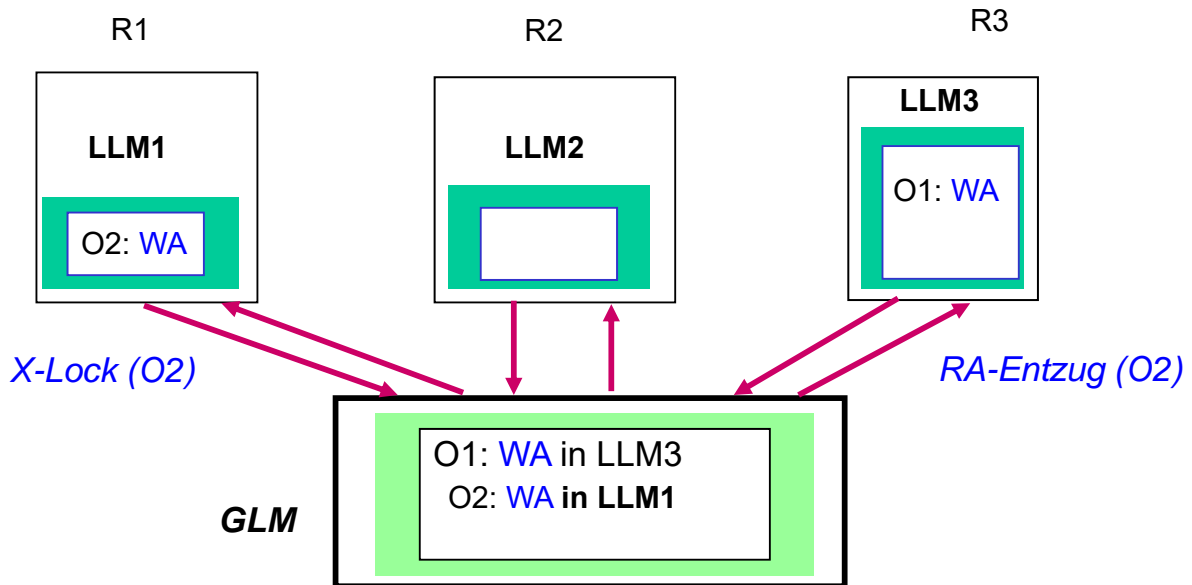 R1
R2
R3
LLM1
LLM2
LLM3
O2: WA
O1: WA
X-Lock (O2)
RA-Entzug (O2)
O1: WA in LLM3
O2: WA in LLM1
GLM